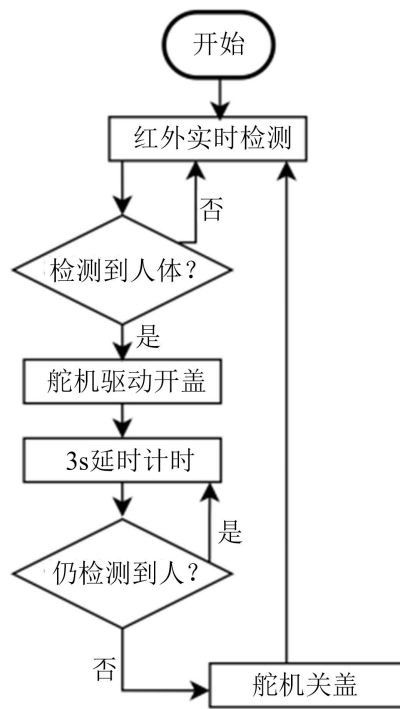 开始
红外实时检测
否
检测到人体？
是
舵机驱动开盖
3s延时计时
是
仍检测到人？
否
舵机关盖